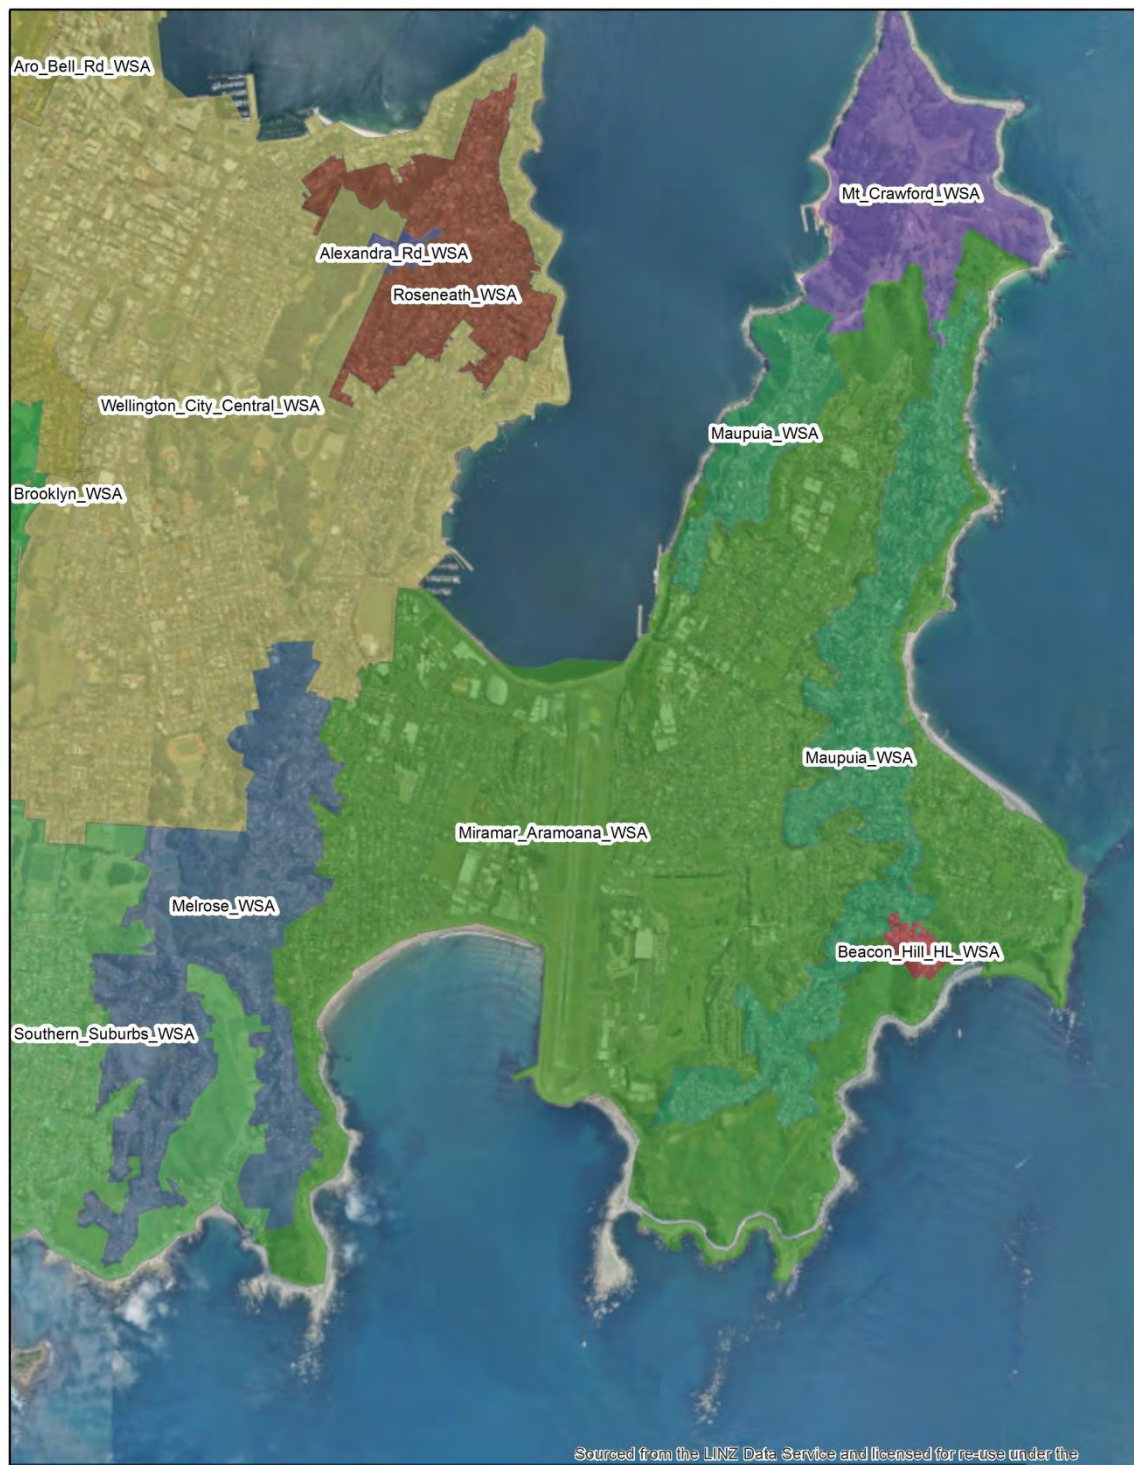 Aro_Bell_Rd_WSA
Mt_Crawford_WSA
Alexandra_Rd_WSA
Roseneath_WSA
Wellington_City_Central_WSA
Maupuia_WSA
Brooklyn_WSA
Maupuia_WSA
Miramar_Aramoana_WSA
Melrose_WSA
Beacon_Hill_HL_WSA
Southern_Suburbs_WSA
Sourced from the LINZ Data Service and licensed for re-use under the